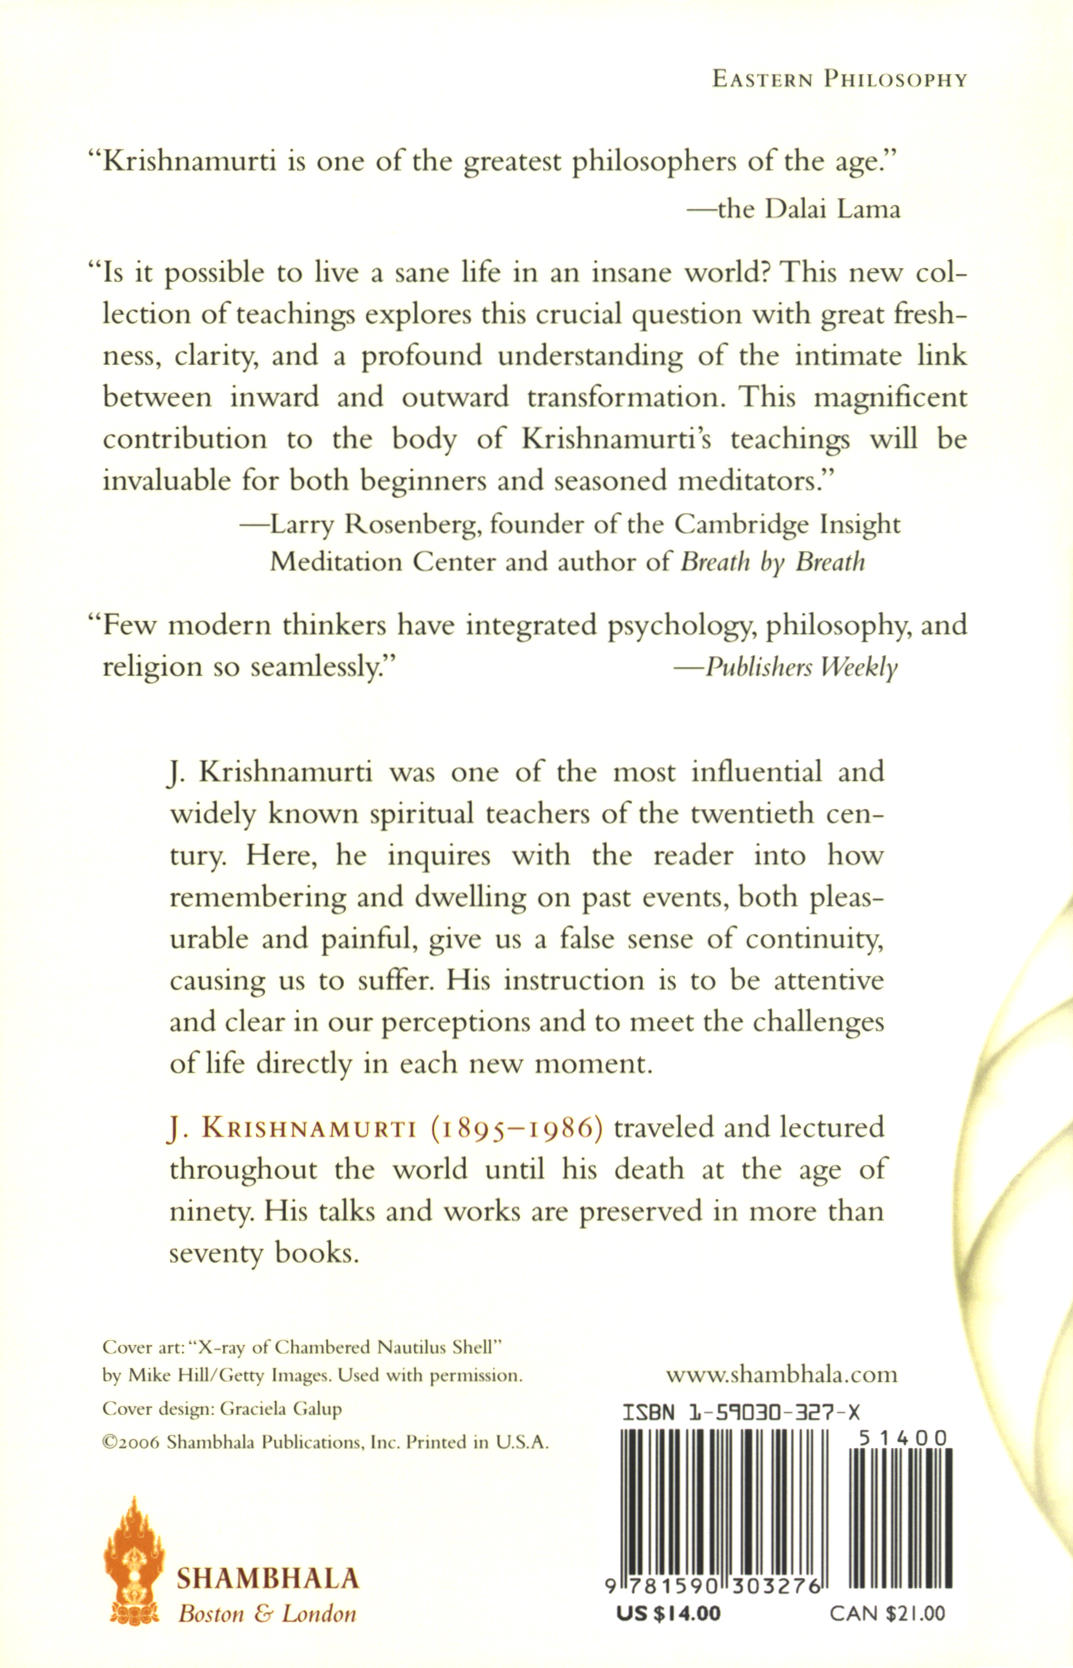 EASTERN PHILOSOPHY
“Krishnamurti is one of the greatest philosophers of the age.”
—the Dalai Lama
“Is it possible to live a sane life in an insane world? This new col-
lection of teachings explores this crucial question with great fresh-
ness, clarity, and a profound understanding of the intimate link
between inward and outward transformation. This magnificent
contribution to the body of Krishnamurti’s teachings will be
invaluable for both beginners and seasoned meditators.”
—Larry Rosenberg, founder of the Cambridge Insight
Meditation Center and author of Breath by Breath
“Few modern thinkers have integrated psychology, philosophy, and
religion so seamlessly.” —Publishers Weekly
J. Krishnamurti was one of the most influential and
widely known spiritual teachers of the twentieth cen-
tury. Here, he inquires with the reader into how
remembering and dwelling on past events, both pleas-
urable and painful, give us a false sense of continuity,
causing us to suffer. His instruction is to be attentive
and clear in our perceptions and to meet the challenges
of life directly in each new moment.
J. KRISHNAMURTI (1895–1986) traveled and lectured
throughout the world until his death at the age of
ninety. His talks and works are preserved in more than
seventy books.
Cover art: “X-ray of Chambered Nautilus Shell”
by Mike Hill/Getty Images. Used with permission.
Cover design: Graciela Galup
©2006 Shambhala Publications, Inc. Printed in U.S.A.
SHAMBHALA
Boston & London
www.shambhala.com
ISBN 1-59030-327-X
51400
9 781590 303276
US $14.00 CAN $21.00